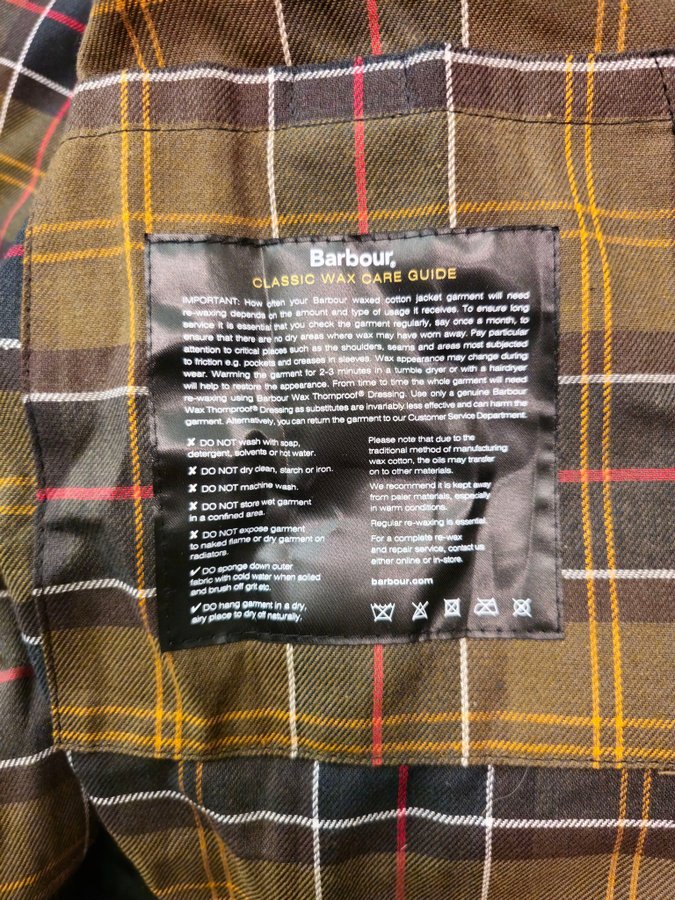 Barbour®
CLASSIC WAX CARE GUIDE
IMPORTANT: How often your Barbour waxed cotton jacket garment will need
re-waxing depends on the amount and type of usage it receives. To ensure long
service it is essential that you check the garment regularly, say once a month, to
ensure that there are no dry areas where wax may have worn away. Pay particular
attention to critical places such as the shoulders, seams and areas most subjected
to friction e.g. pockets and creases in sleeves. Wax appearance may change during
wear. Warming the garment for 2-3 minutes in a tumble dryer or with a hairdryer
will help to restore the appearance. From time to time the whole garment will need
re-waxing using Barbour Wax Thornproof® Dressing. Use only a genuine Barbour
Wax Thornproof® Dressing as substitutes are invariably less effective and can harm the
garment. Alternatively, you can return the garment to our Customer Service Department.
✗ DO NOT wash with soap,
detergent, solvents or hot water.
✗ DO NOT dry clean, starch or iron.
✗ DO NOT machine wash.
✗ DO NOT store wet garment
in a confined area.
✗ DO NOT expose garment
to naked flame or dry garment on
radiators.
✓ DO sponge down outer
fabric with cold water when soiled
and brush off grit etc.
✓ DO hang garment in a dry,
airy place to dry off naturally.
Please note that due to the
traditional method of manufacturing
wax cotton, the oils may transfer
on to other materials.
We recommend it is kept away
from paler materials, especially
in warm conditions.
Regular re-waxing is essential.
For a complete re-wax
and repair service, contact us
either online or in-store.
barbour.com